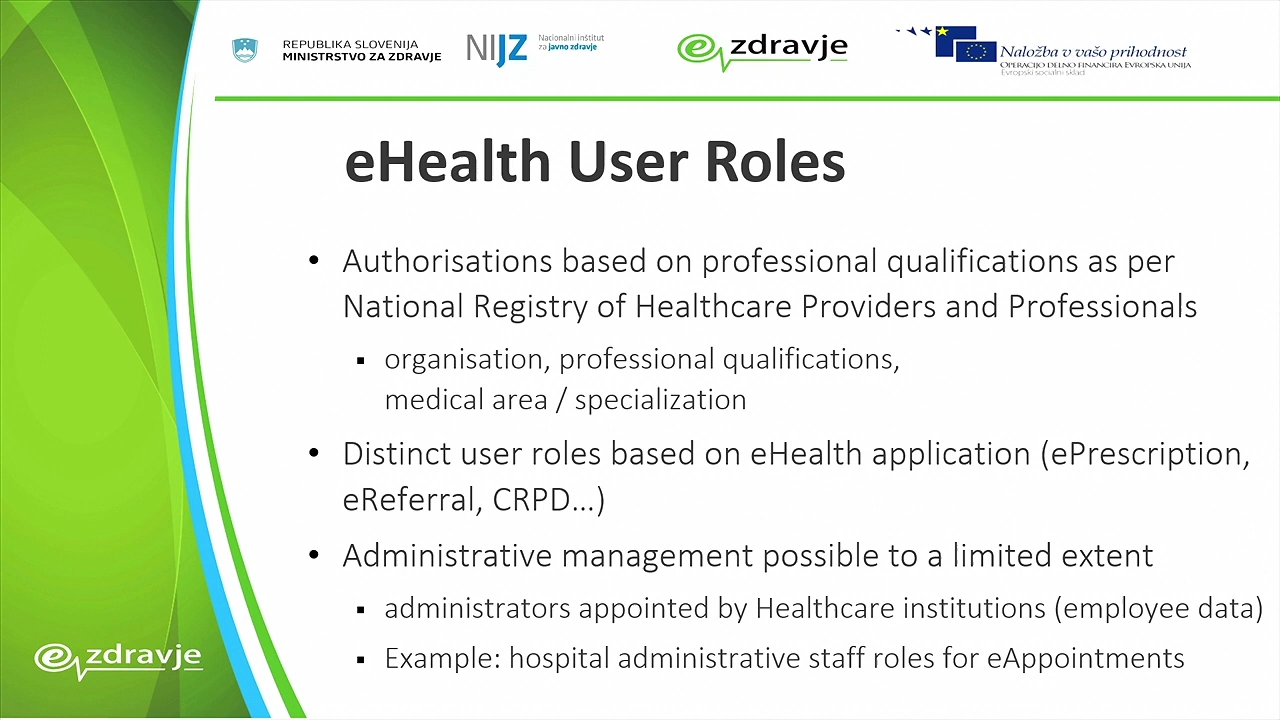 REPUBLIKA SLOVENIJA
MINISTRSTVO ZA ZDRAVJE
NIJZ
Nacionalni inštitut
za javno zdravje
e zdravje
Naložba v vašo prihodnost
OPERACIJO DELNO FINANCIRA EVROPSKA UNIJA
Evropski socialni sklad
eHealth User Roles
• Authorisations based on professional qualifications as per
National Registry of Healthcare Providers and Professionals
▪ organisation, professional qualifications,
medical area / specialization
• Distinct user roles based on eHealth application (ePrescription,
eReferral, CRPD...)
• Administrative management possible to a limited extent
▪ administrators appointed by Healthcare institutions (employee data)
▪ Example: hospital administrative staff roles for eAppointments
e zdravje